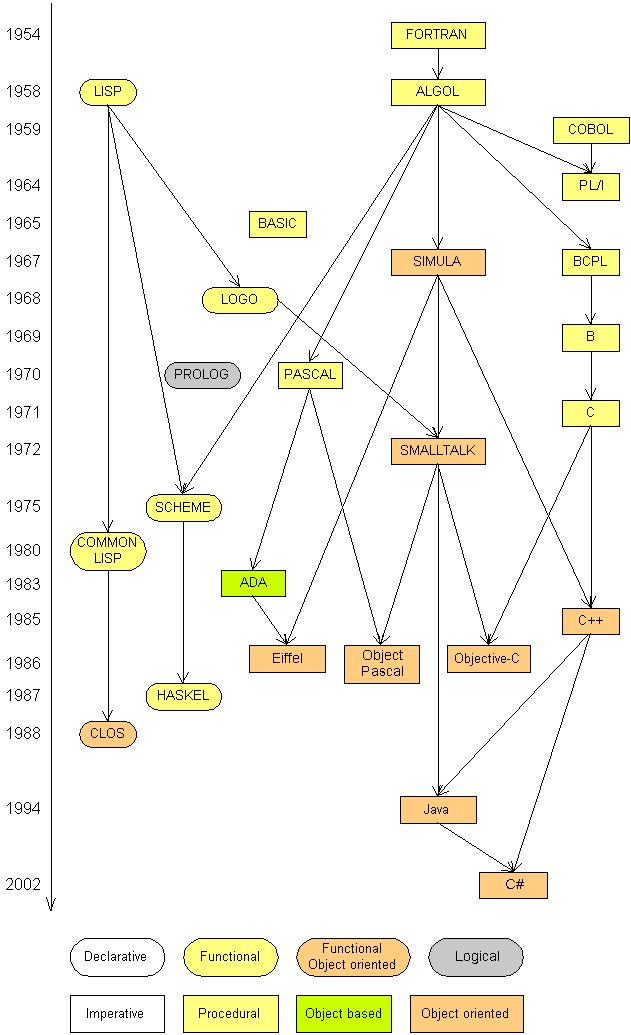 1954
FORTRAN
1958
LISP
ALGOL
1959
COBOL
1964
PL/I
1965
BASIC
1967
SIMULA
BCPL
1968
LOGO
1969
B
1970
PROLOG
PASCAL
1971
C
1972
SMALLTALK
1975
SCHEME
1980
COMMON
LISP
1983
ADA
1985
C++
1986
Eiffel
Object
Pascal
Objective-C
1987
HASKEL
1988
CLOS
1994
Java
2002
C#
Declarative
Functional
Functional
Object oriented
Logical
Imperative
Procedural
Object based
Object oriented